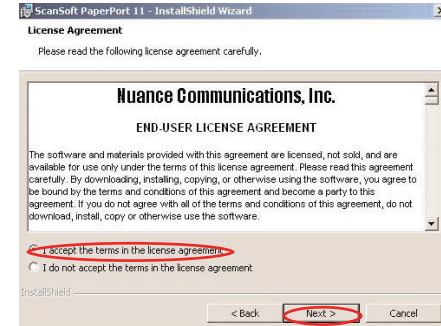 ScanSoft PaperPort 11 - InstallShield Wizard
License Agreement
Please read the following license agreement carefully.
Nuance Communications, Inc.
END-USER LICENSE AGREEMENT
The software and materials provided with this agreement are licensed, not sold, and are
available for use only under the terms of this license agreement. Please read this agreement
carefully. By downloading, installing, copying, or otherwise using the software, you agree to
be bound by the terms and conditions of this agreement and become a party to this
agreement. If you do not agree with all of the terms and conditions of this agreement, do not
download, install, copy or otherwise use the software.
I accept the terms in the license agreement
I do not accept the terms in the license agreement
InstallShield
< Back Next > Cancel